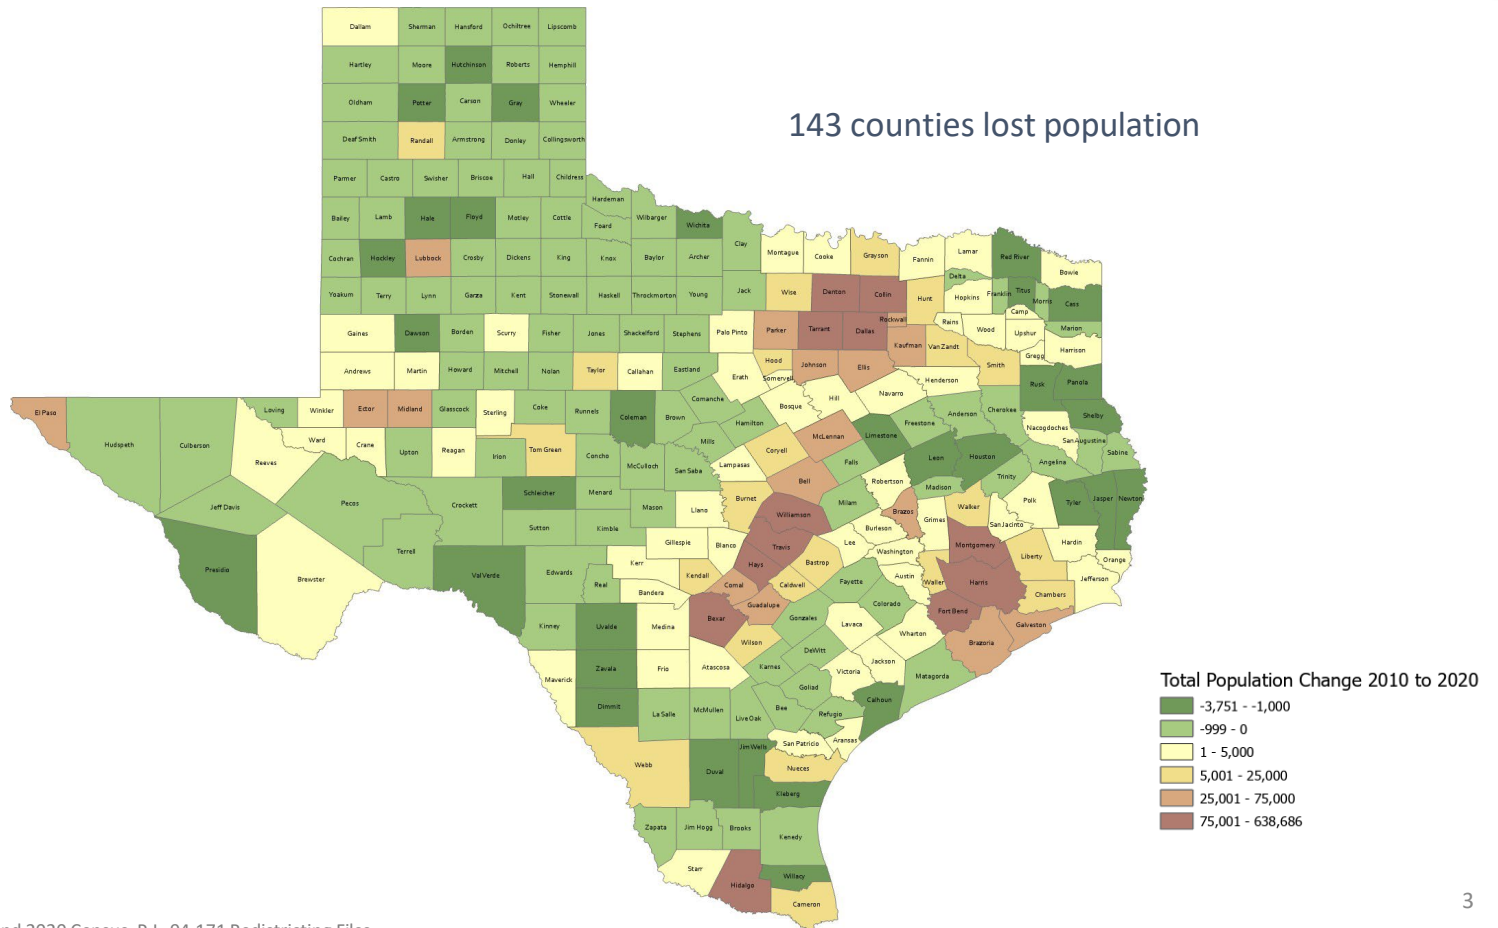 Dallam Sherman Hansford Ochiltree Lipscomb
Hartley Moore Hutchinson Roberts Hemphill
Oldham Potter Carson Gray Wheeler
143 counties lost population
Deaf Smith Randall Armstrong Donley Collingsworth
Parmer Castro Swisher Briscoe Hall Childress
Hardeman
Bailey Lamb Hale Floyd Motley Cottle Foard Wilbarger Wichita
Clay Montague Cooke Grayson Fannin Lamar Red River Bowie
Cochran Hockley Lubbock Crosby Dickens King Knox Baylor Archer
Delta
Yoakum Terry Lynn Garza Kent Stonewall Haskell Throckmorton Young Jack Wise Denton Collin Hunt Hopkins Franklin Titus Morris Cass
Camp
Gaines Dawson Borden Scurry Fisher Jones Shackelford Stephens Palo Pinto Parker Tarrant Dallas Rockwall Rains Wood Upshur Marion
Kaufman Van Zandt Gregg Harrison
Andrews Martin Howard Mitchell Nolan Taylor Callahan Eastland Erath Hood Somervell Johnson Ellis Henderson Smith Rusk Panola
El Paso Hudspeth Culberson Loving Winkler Ector Midland Glasscock Sterling Coke Runnels Coleman Brown Comanche Bosque Hill Navarro Anderson Cherokee Shelby
Ward Crane Hamilton McLennan Limestone Freestone Nacogdoches San Augustine Sabine
Reeves Upton Reagan Irion Tom Green Concho McCulloch San Saba Mills Lampasas Coryell Falls Leon Houston Angelina
Jeff Davis Pecos Crockett Schleicher Menard Mason Llano Burnet Bell Milam Robertson Madison Trinity Polk Tyler Jasper Newton
Sutton Kimble Williamson Brazos Grimes Walker San Jacinto
Presidio Brewster Terrell Gillespie Blanco Travis Lee Burleson Washington Montgomery Liberty Hardin Orange
Val Verde Edwards Real Kerr Kendall Hays Bastrop Austin Waller Harris Jefferson
Bandera Comal Caldwell Fayette Colorado Fort Bend Chambers
Kinney Uvalde Medina Bexar Guadalupe Gonzales Lavaca Wharton Brazoria Galveston
Wilson DeWitt Jackson
Maverick Zavala Frio Atascosa Karnes Victoria Matagorda
Goliad
Dimmit La Salle McMullen Live Oak Bee Refugio Calhoun
Aransas
Webb Duval Jim Wells San Patricio
Nueces
Kleberg
Zapata Jim Hogg Brooks Kenedy
Starr Hidalgo Willacy
Cameron
Total Population Change 2010 to 2020
-3,751 - -1,000
-999 - 0
1 - 5,000
5,001 - 25,000
25,001 - 75,000
75,001 - 638,686
3